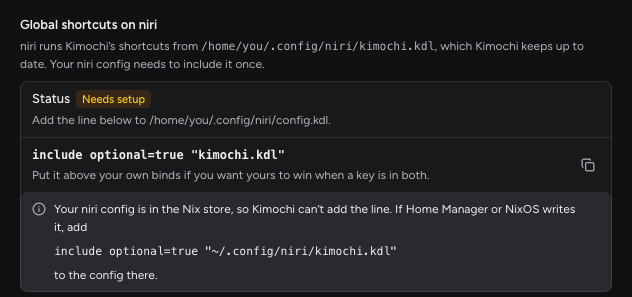 Global shortcuts on niri
niri runs Kimochi's shortcuts from /home/you/.config/niri/kimochi.kdl, which Kimochi keeps up to
date. Your niri config needs to include it once.
Status Needs setup
Add the line below to /home/you/.config/niri/config.kdl.
include optional=true "kimochi.kdl"
Put it above your own binds if you want yours to win when a key is in both.
Your niri config is in the Nix store, so Kimochi can't add the line. If Home Manager or NixOS writes
it, add
include optional=true "~/.config/niri/kimochi.kdl"
to the config there.